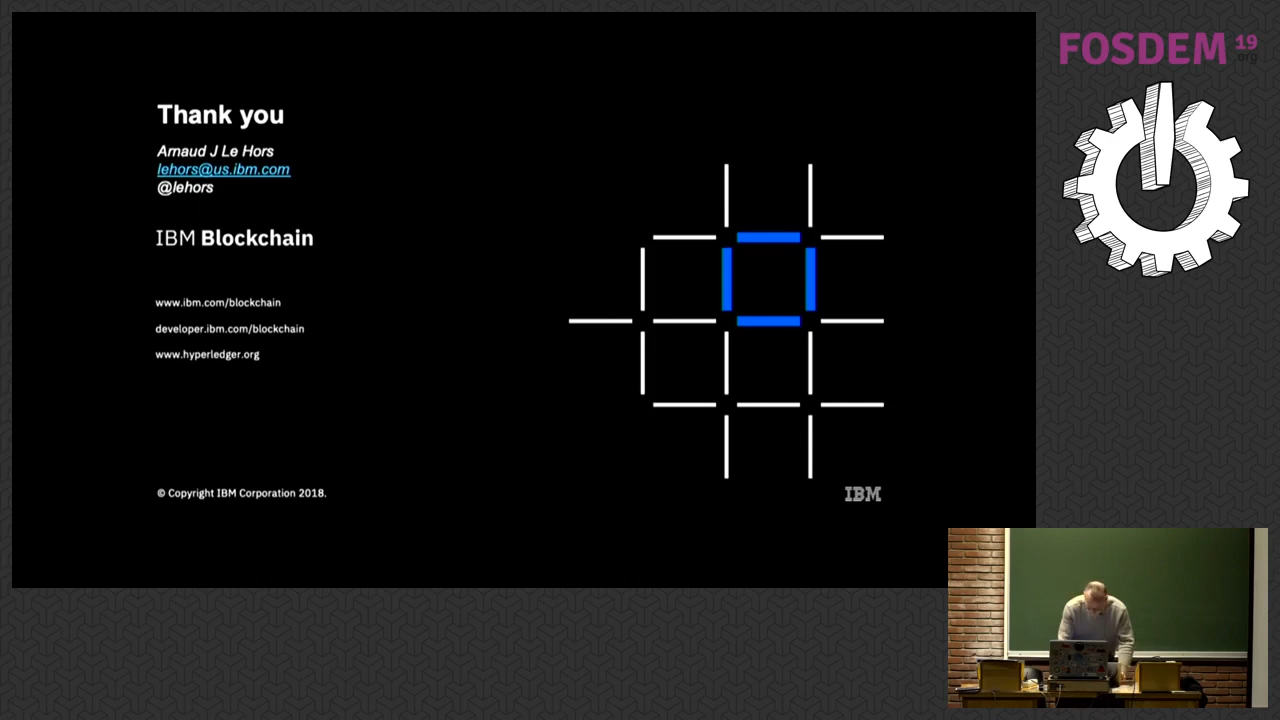 Thank you
Arnaud J Le Hors
lehors@us.ibm.com
@lehors
IBM Blockchain
www.ibm.com/blockchain
developer.ibm.com/blockchain
www.hyperledger.org
© Copyright IBM Corporation 2018.
IBM
FOSDEM 19
.org